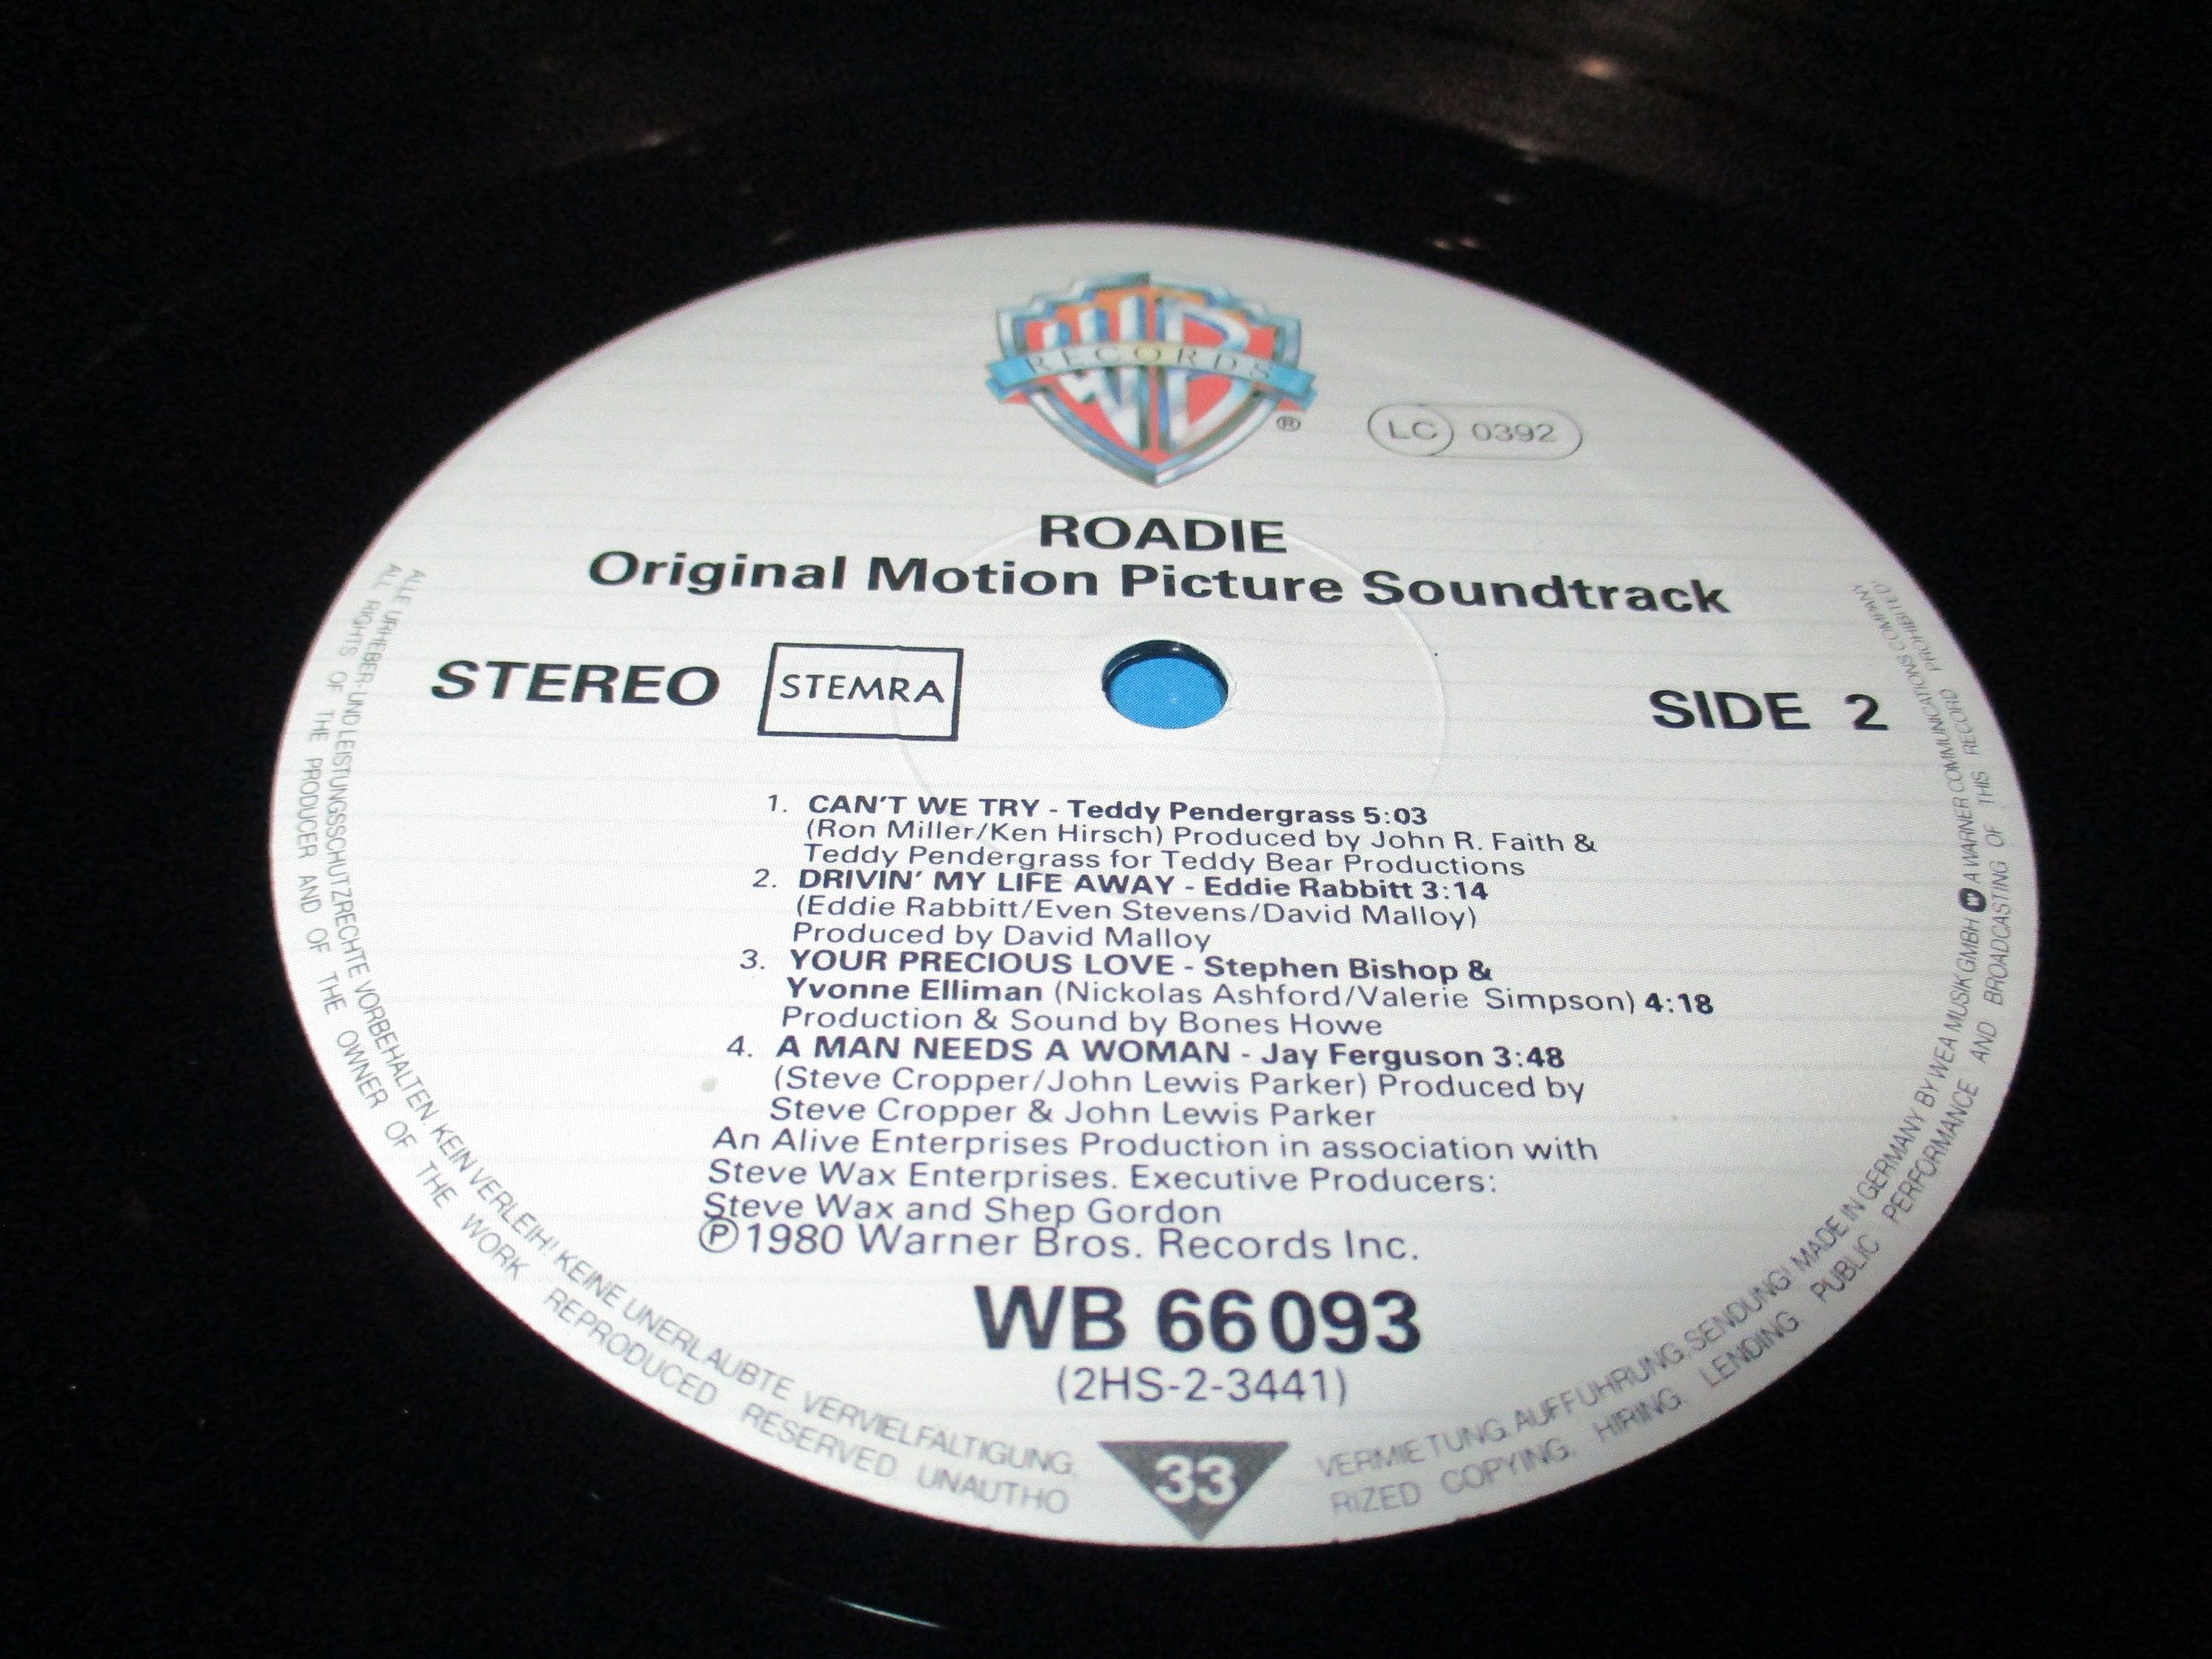 WB
RECORDS
®
LC 0392
ROADIE
Original Motion Picture Soundtrack
STEREO
STEMRA
SIDE 2
1. CAN'T WE TRY - Teddy Pendergrass 5:03
(Ron Miller/Ken Hirsch) Produced by John R. Faith &
Teddy Pendergrass for Teddy Bear Productions
2. DRIVIN' MY LIFE AWAY - Eddie Rabbitt 3:14
(Eddie Rabbitt/Even Stevens/David Malloy)
Produced by David Malloy
3. YOUR PRECIOUS LOVE - Stephen Bishop &
Yvonne Elliman (Nickolas Ashford/Valerie Simpson) 4:18
Production & Sound by Bones Howe
4. A MAN NEEDS A WOMAN - Jay Ferguson 3:48
(Steve Cropper/John Lewis Parker) Produced by
Steve Cropper & John Lewis Parker
An Alive Enterprises Production in association with
Steve Wax Enterprises. Executive Producers:
Steve Wax and Shep Gordon
℗1980 Warner Bros. Records Inc.
WB 66093
(2HS-2-3441)
33
ALLE URHEBER- UND LEISTUNGSSCHUTZRECHTE VORBEHALTEN KEIN VERLEIH! KEINE UNERLAUBTE VERVIELFÄLTIGUNG, VERMIETUNG, AUFFÜHRUNG, SENDUNG! MADE IN GERMANY BY WEA MUSIK GMBH W A WARNER COMMUNICATIONS COMPANY
ALL RIGHTS OF THE PRODUCER AND OF THE OWNER OF THE WORK REPRODUCED RESERVED UNAUTHORIZED COPYING, HIRING, LENDING, PUBLIC PERFORMANCE AND BROADCASTING OF THIS RECORD PROHIBITED!